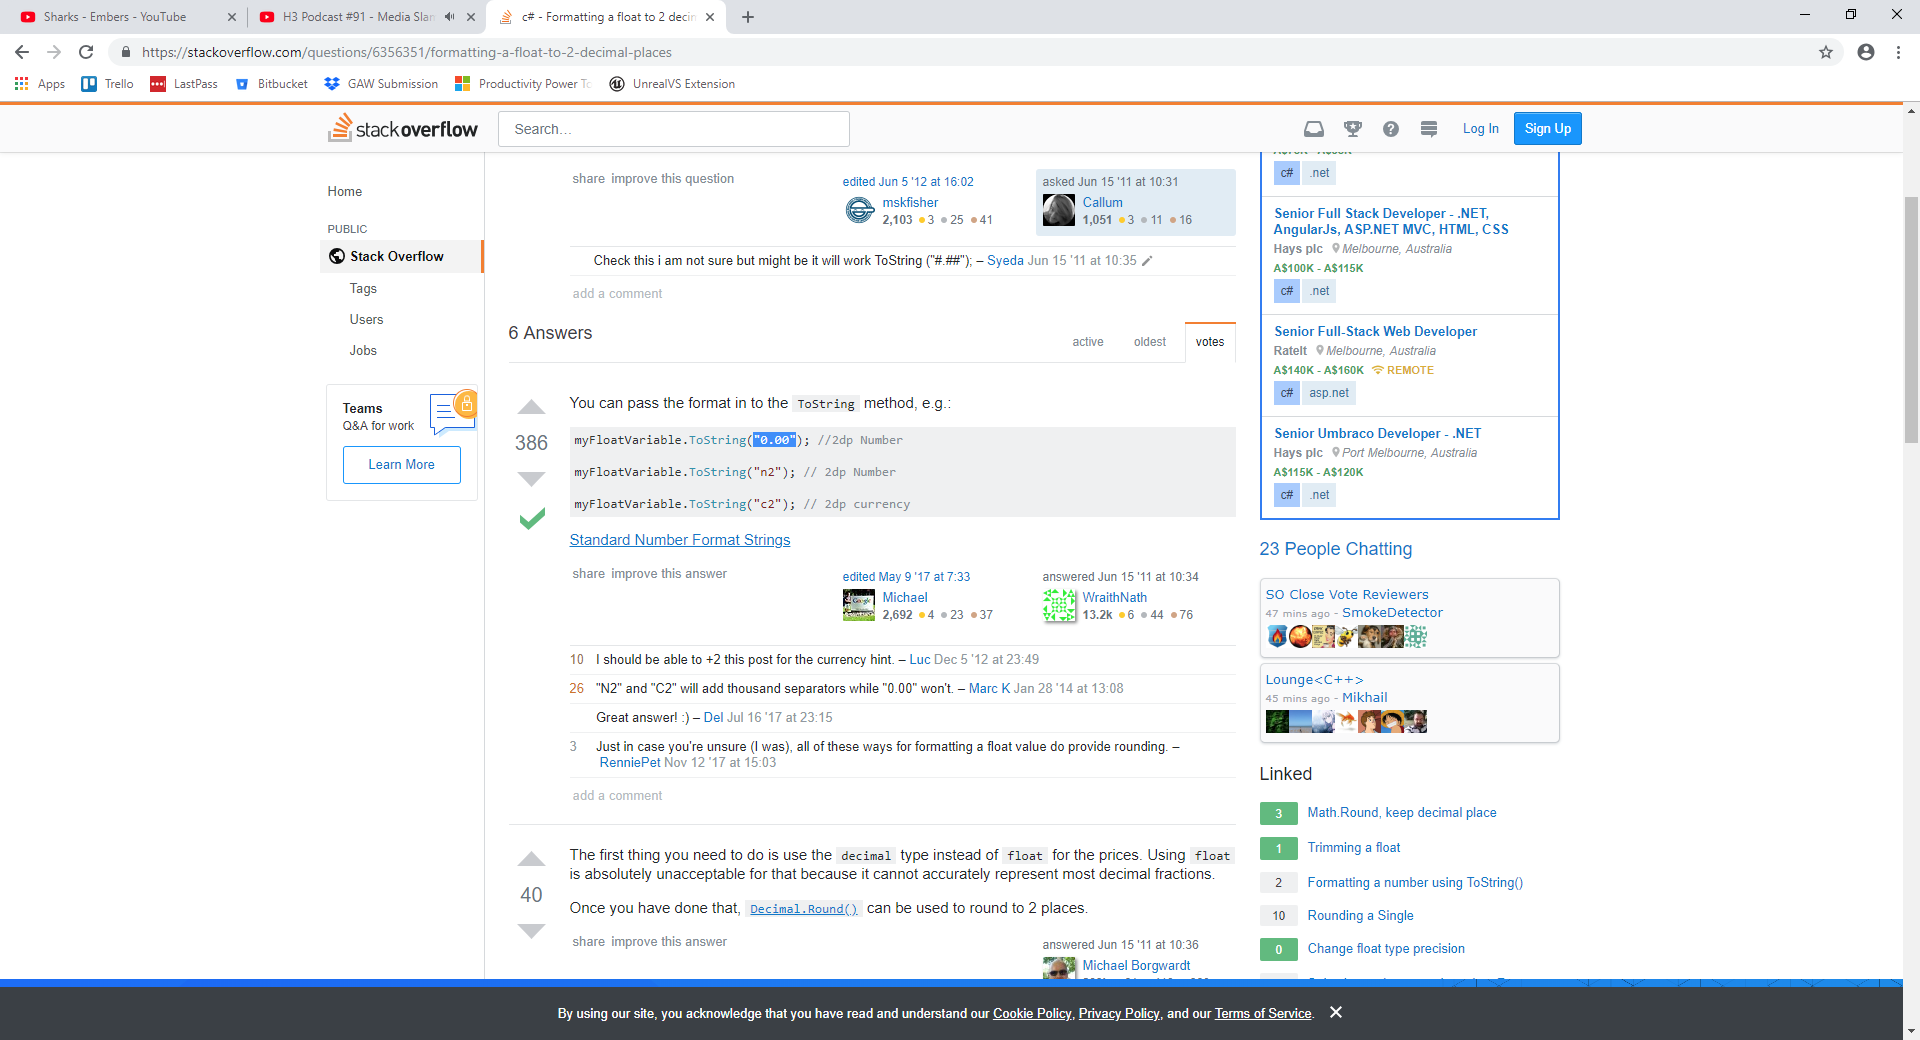 Sharks - Embers - YouTube
H3 Podcast #91 - Media Slan
c# - Formatting a float to 2 decim
https://stackoverflow.com/questions/6356351/formatting-a-float-to-2-decimal-places
Apps Trello LastPass Bitbucket GAW Submission Productivity Power To UnrealVS Extension
stackoverflow
Search…
Log In Sign Up
Home
PUBLIC
Stack Overflow
Tags
Users
Jobs
Teams
Q&A for work
Learn More
share improve this question
edited Jun 5 '12 at 16:02
mskfisher
2,103 3 25 41
asked Jun 15 '11 at 10:31
Callum
1,051 3 11 16
Check this i am not sure but might be it will work ToString ("#.##"); – Syeda Jun 15 '11 at 10:35
add a comment
6 Answers
active oldest votes
386
You can pass the format in to the ToString method, e.g.:
myFloatVariable.ToString("0.00"); //2dp Number
myFloatVariable.ToString("n2"); // 2dp Number
myFloatVariable.ToString("c2"); // 2dp currency
Standard Number Format Strings
share improve this answer
edited May 9 '17 at 7:33
Michael
2,692 4 23 37
answered Jun 15 '11 at 10:34
WraithNath
13.2k 6 44 76
10 I should be able to +2 this post for the currency hint. – Luc Dec 5 '12 at 23:49
26 "N2" and "C2" will add thousand separators while "0.00" won't. – Marc K Jan 28 '14 at 13:08
Great answer! :) – Del Jul 16 '17 at 23:15
3 Just in case you're unsure (I was), all of these ways for formatting a float value do provide rounding. –
RenniePet Nov 12 '17 at 15:03
add a comment
40
The first thing you need to do is use the decimal type instead of float for the prices. Using float
is absolutely unacceptable for that because it cannot accurately represent most decimal fractions.
Once you have done that, Decimal.Round() can be used to round to 2 places.
share improve this answer
answered Jun 15 '11 at 10:36
Michael Borgwardt
c# .net
Senior Full Stack Developer - .NET,
AngularJs, ASP.NET MVC, HTML, CSS
Hays plc Melbourne, Australia
A$100K - A$115K
c# .net
Senior Full-Stack Web Developer
RateIt Melbourne, Australia
A$140K - A$160K REMOTE
c# asp.net
Senior Umbraco Developer - .NET
Hays plc Port Melbourne, Australia
A$115K - A$120K
c# .net
23 People Chatting
SO Close Vote Reviewers
47 mins ago - SmokeDetector
Lounge<C++>
45 mins ago - Mikhail
Linked
3 Math.Round, keep decimal place
1 Trimming a float
2 Formatting a number using ToString()
10 Rounding a Single
0 Change float type precision
By using our site, you acknowledge that you have read and understand our Cookie Policy, Privacy Policy, and our Terms of Service.